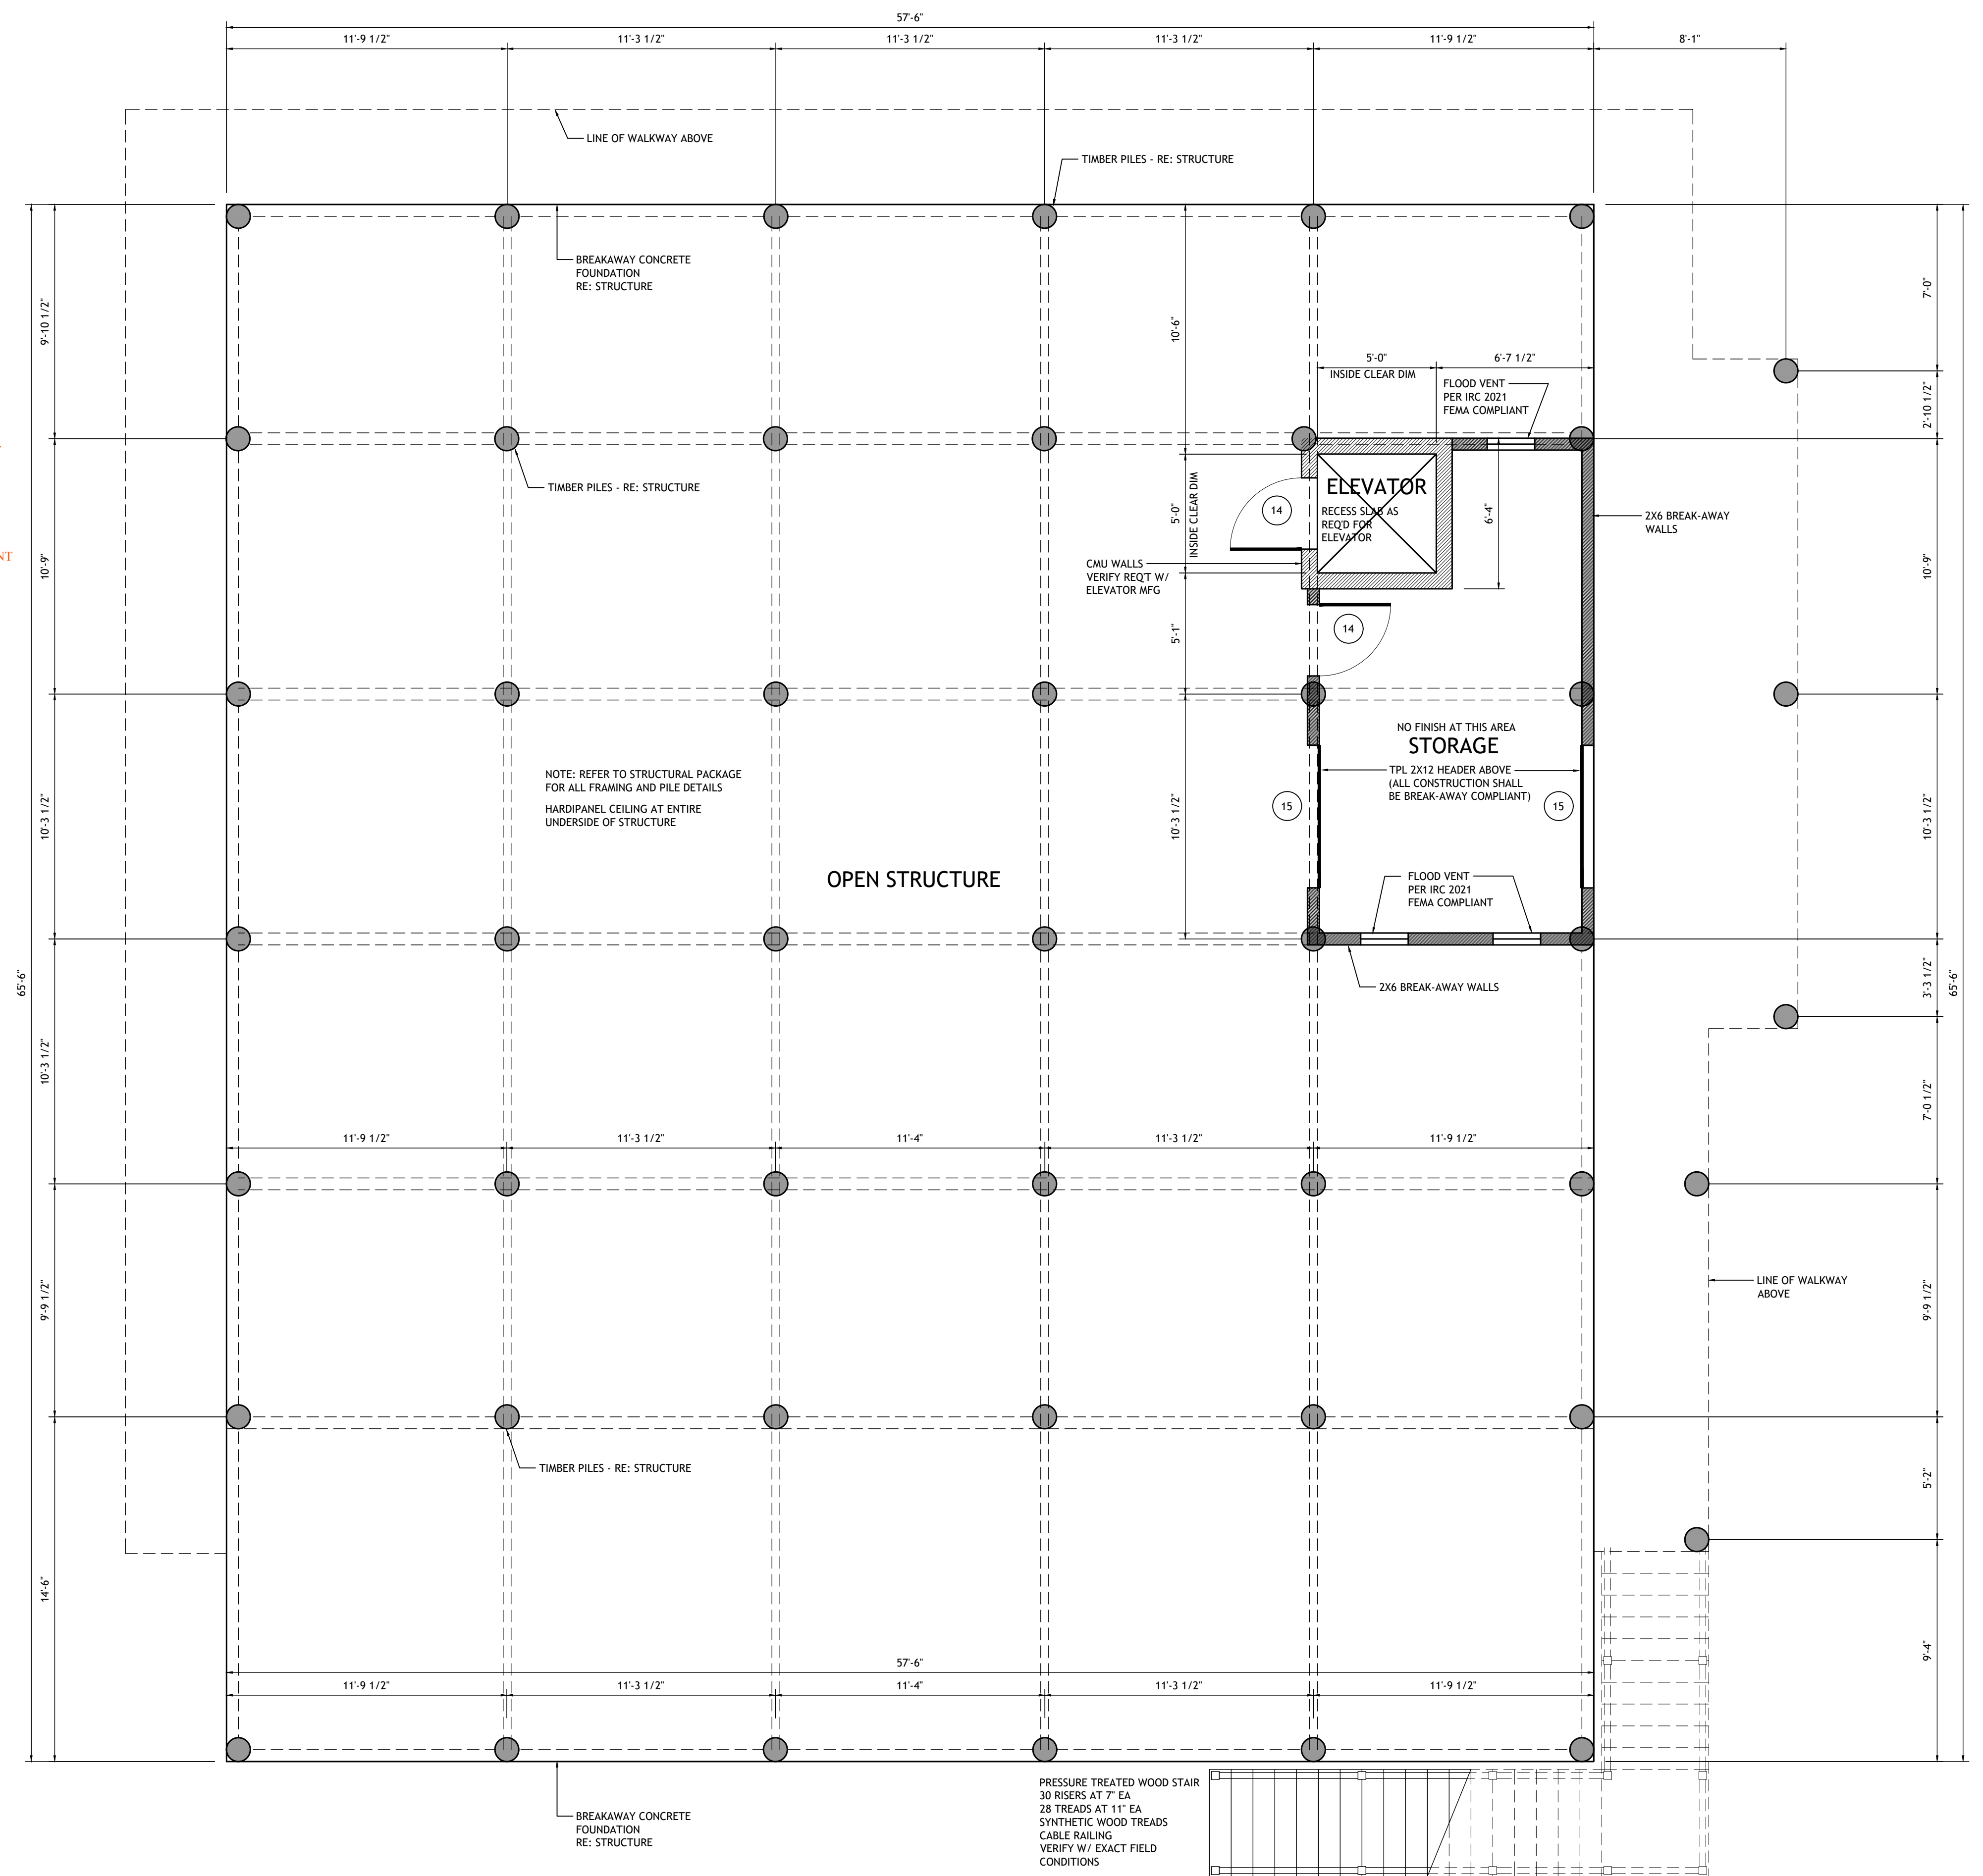 57'-6"
11'-9 1/2"
11'-3 1/2"
11'-3 1/2"
11'-3 1/2"
11'-9 1/2"
8'-1"
LINE OF WALKWAY ABOVE
TIMBER PILES - RE: STRUCTURE
BREAKAWAY CONCRETE
FOUNDATION
RE: STRUCTURE
9'-10 1/2"
10'-6"
7'-0"
5'-0"
INSIDE CLEAR DIM
6'-7 1/2"
FLOOD VENT
PER IRC 2021
FEMA COMPLIANT
2'-10 1/2"
TIMBER PILES - RE: STRUCTURE
ELEVATOR
RECESS SLAB AS
REQ'D FOR
ELEVATOR
14
5'-0"
INSIDE CLEAR DIM
6'-4"
2X6 BREAK-AWAY
WALLS
NT
10'-9"
10'-9"
CMU WALLS
VERIFY REQ'T W/
ELEVATOR MFG
14
5'-1"
NO FINISH AT THIS AREA
STORAGE
TPL 2X12 HEADER ABOVE
(ALL CONSTRUCTION SHALL
BE BREAK-AWAY COMPLIANT)
NOTE: REFER TO STRUCTURAL PACKAGE
FOR ALL FRAMING AND PILE DETAILS
HARDIPANEL CEILING AT ENTIRE
UNDERSIDE OF STRUCTURE
10'-3 1/2"
10'-3 1/2"
15
15
10'-3 1/2"
OPEN STRUCTURE
FLOOD VENT
PER IRC 2021
FEMA COMPLIANT
65'-6"
3'-3 1/2"
65'-6"
2X6 BREAK-AWAY WALLS
10'-3 1/2"
7'-0 1/2"
11'-9 1/2"
11'-3 1/2"
11'-4"
11'-3 1/2"
11'-9 1/2"
9'-9 1/2"
LINE OF WALKWAY
ABOVE
9'-9 1/2"
TIMBER PILES - RE: STRUCTURE
5'-2"
14'-6"
9'-4"
57'-6"
11'-9 1/2"
11'-3 1/2"
11'-4"
11'-3 1/2"
11'-9 1/2"
BREAKAWAY CONCRETE
FOUNDATION
RE: STRUCTURE
PRESSURE TREATED WOOD STAIR
30 RISERS AT 7" EA
28 TREADS AT 11" EA
SYNTHETIC WOOD TREADS
CABLE RAILING
VERIFY W/ EXACT FIELD
CONDITIONS